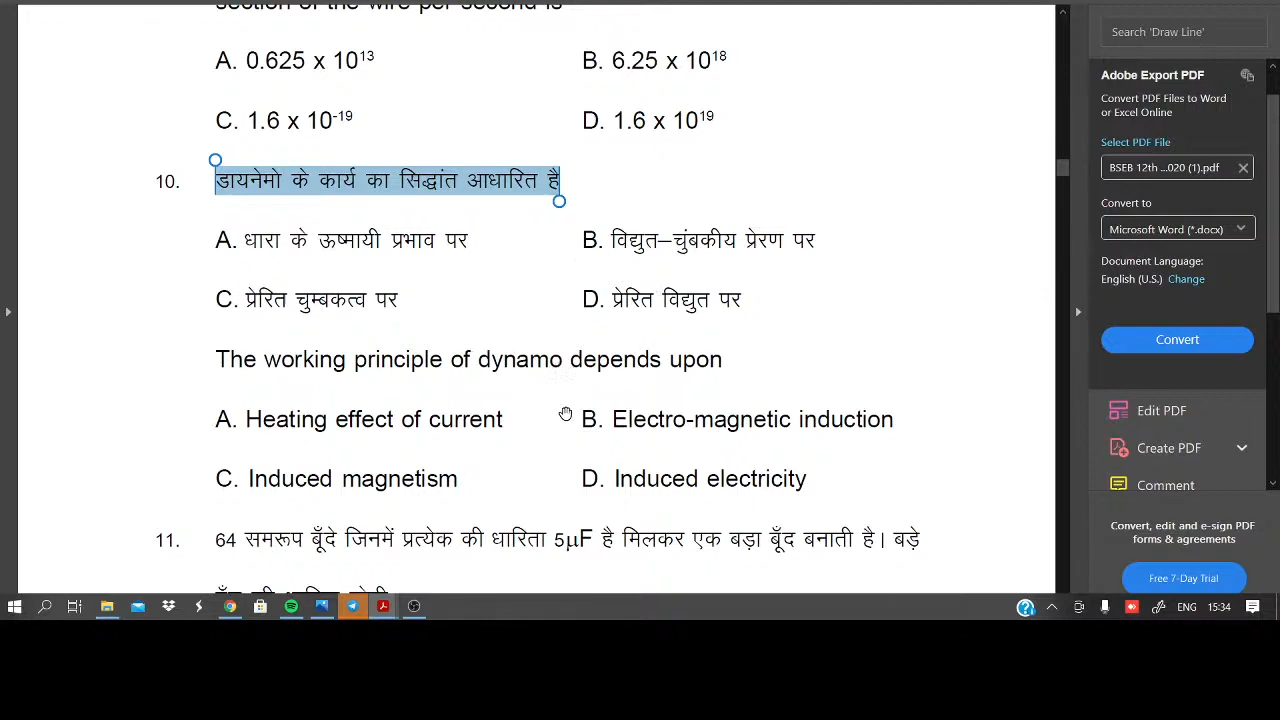 section of the wire per second is
A. 0.625 x 10¹³ B. 6.25 x 10¹⁸
C. 1.6 x 10⁻¹⁹ D. 1.6 x 10¹⁹
10. डायनेमो के कार्य का सिद्धांत आधारित है
A. धारा के ऊष्मायी प्रभाव पर B. विद्युत–चुंबकीय प्रेरण पर
C. प्रेरित चुम्बकत्व पर D. प्रेरित विद्युत पर
The working principle of dynamo depends upon
A. Heating effect of current B. Electro-magnetic induction
C. Induced magnetism D. Induced electricity
11. 64 समरूप बूँदे जिनमें प्रत्येक की धारिता 5μF है मिलकर एक बड़ा बूँद बनाती है। बड़े
Search 'Draw Line'
Adobe Export PDF
Convert PDF Files to Word
or Excel Online
Select PDF File
BSEB 12th ...020 (1).pdf
Convert to
Microsoft Word (*.docx)
Document Language:
English (U.S.) Change
Convert
Edit PDF
Create PDF
Comment
Convert, edit and e-sign PDF
forms & agreements
Free 7-Day Trial
ENG 15:34